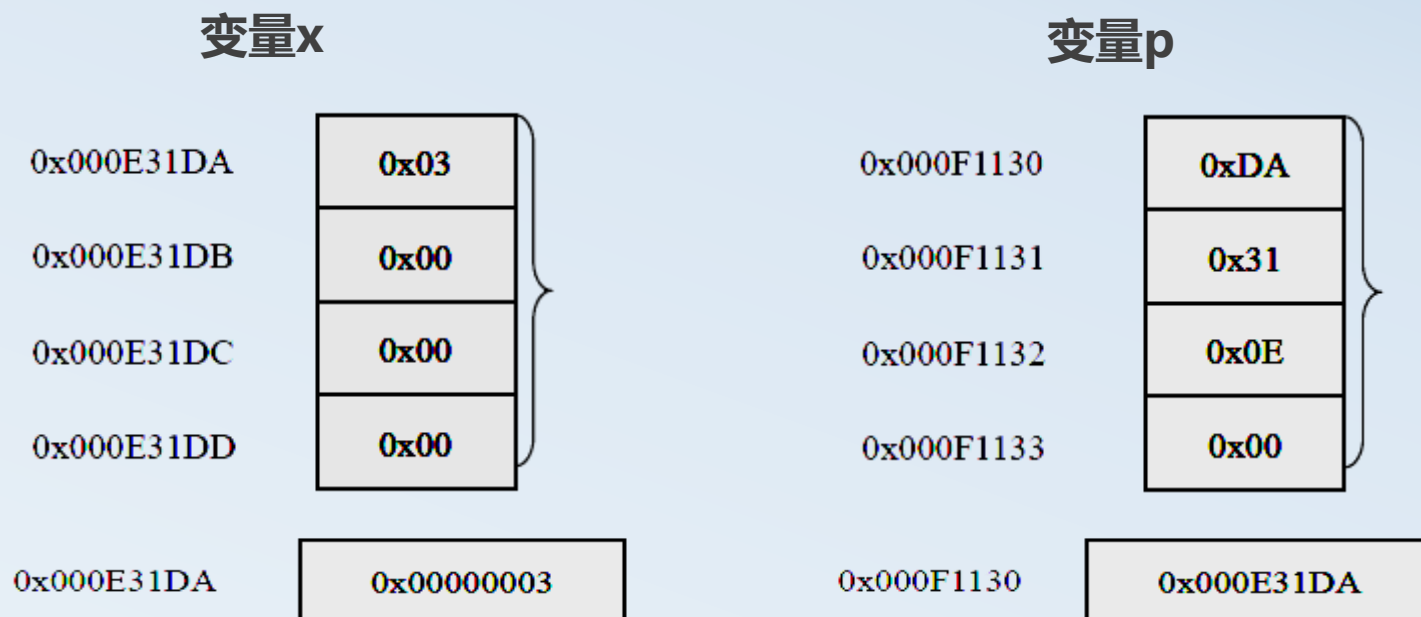 变量x 变量p
0x000E31DA 0x03 0x000F1130 0xDA
0x000E31DB 0x00 0x000F1131 0x31
0x000E31DC 0x00 0x000F1132 0x0E
0x000E31DD 0x00 0x000F1133 0x00
0x000E31DA 0x00000003 0x000F1130 0x000E31DA